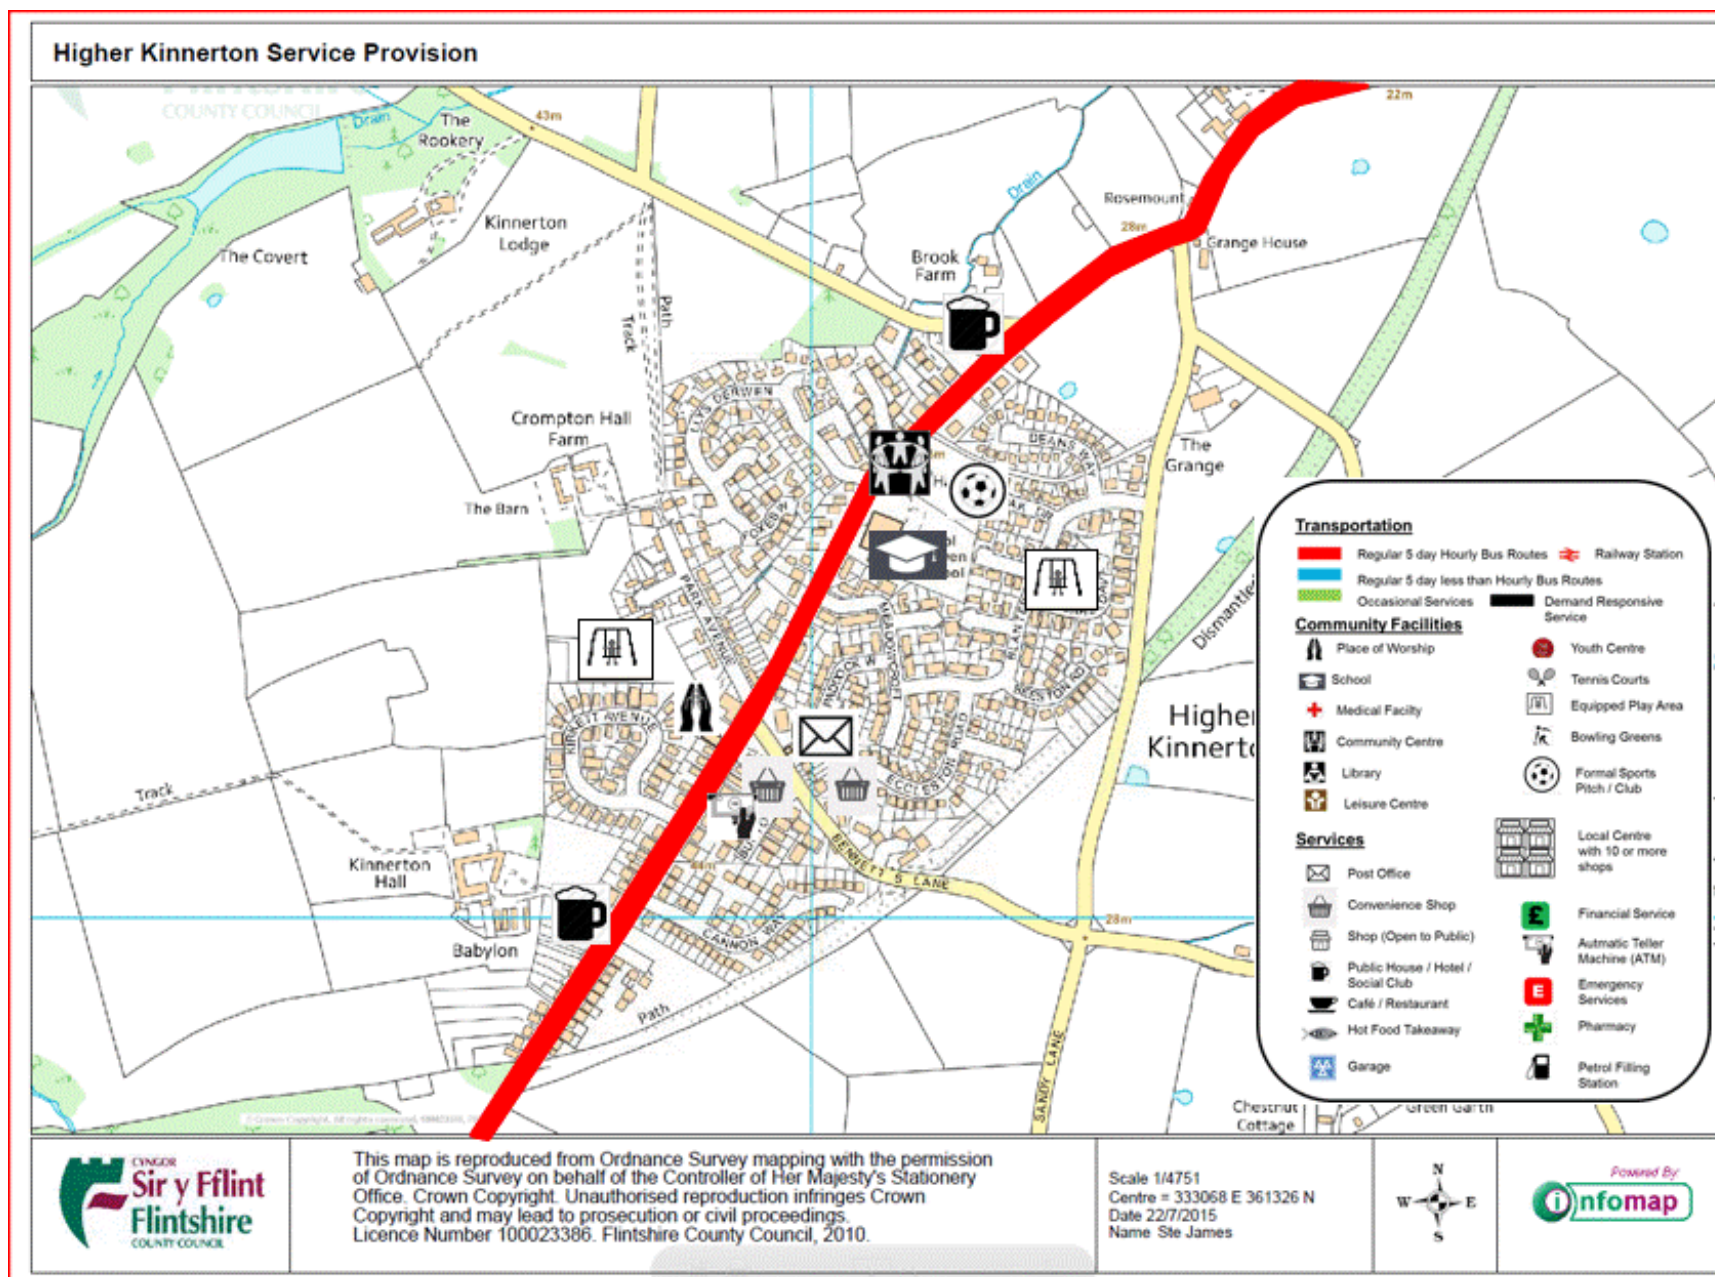 Higher Kinnerton Service Provision
COUNTY COUNCIL
Drain
The
Rookery
43m
22m
Kinnerton
Lodge
The Covert
Drain
Rosemount
28m
Grange House
Brook
Farm
Path
Track
LLYS DERWEN
Crompton Hall
Farm
DEANS WAY
The
Grange
The Barn
FOXES W
PARK AVENUE
MEADOWCROFT
PADDOCK W
BEESTON RD
ECCLESTON ROAD
KIRKETT AVENUE
Higher
Kinnerto
Dismantle
Track
BENNETT'S LANE
Kinnerton
Hall
44m
CANNON WAY
28m
Babylon
Path
SANDY LANE
Chestnut
Cottage
Green Garth
Transportation
Regular 5 day Hourly Bus Routes
Railway Station
Regular 5 day less than Hourly Bus Routes
Occasional Services
Demand Responsive
Service
Community Facilities
Place of Worship
Youth Centre
School
Tennis Courts
Medical Facilty
Equipped Play Area
Community Centre
Bowling Greens
Library
Formal Sports
Pitch / Club
Leisure Centre
Services
Local Centre
with 10 or more
shops
Post Office
Convenience Shop
Financial Service
Shop (Open to Public)
Autmatic Teller
Machine (ATM)
Public House / Hotel /
Social Club
Emergency
Services
E
Café / Restaurant
Hot Food Takeaway
Pharmacy
Garage
Petrol Filling
Station
CYNGOR
Sir y Fflint
Flintshire
COUNTY COUNCIL
This map is reproduced from Ordnance Survey mapping with the permission
of Ordnance Survey on behalf of the Controller of Her Majesty's Stationery
Office. Crown Copyright. Unauthorised reproduction infringes Crown
Copyright and may lead to prosecution or civil proceedings.
Licence Number 100023386. Flintshire County Council, 2010.
Scale 1/4751
Centre = 333068 E 361326 N
Date 22/7/2015
Name Ste James
N
W E
S
Powered By
infomap